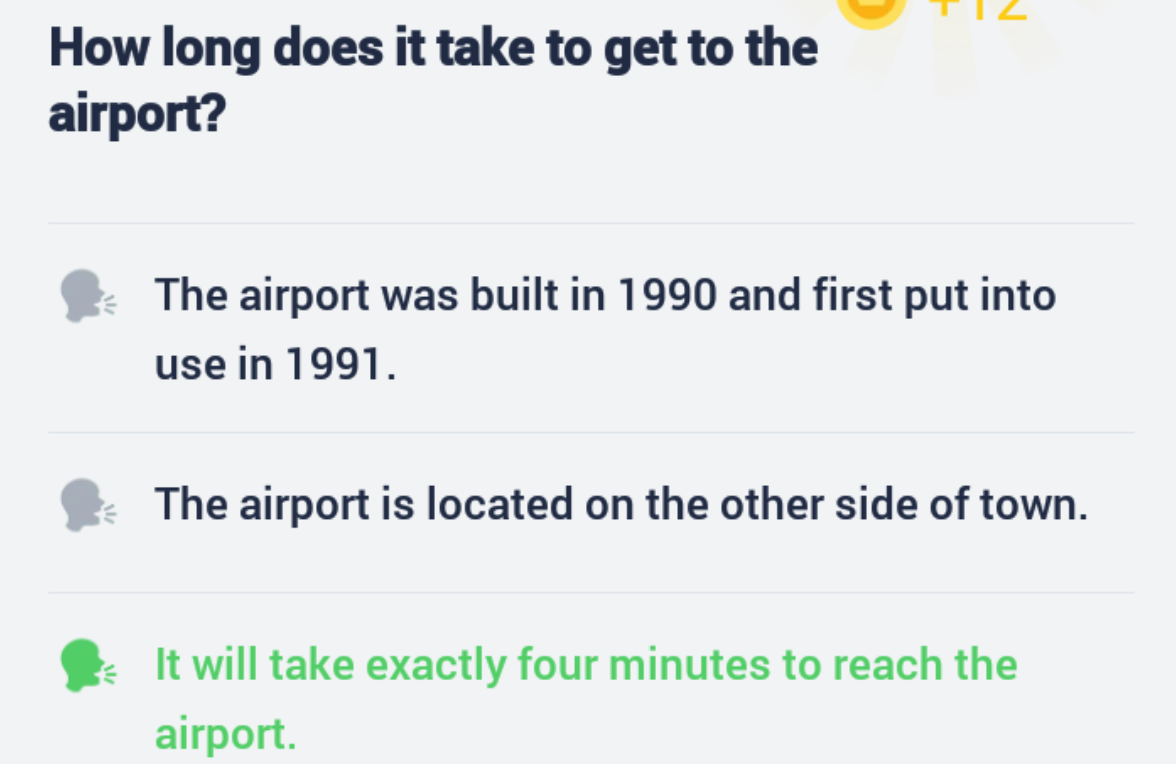 +12
How long does it take to get to the
airport?
The airport was built in 1990 and first put into
use in 1991.
The airport is located on the other side of town.
It will take exactly four minutes to reach the
airport.